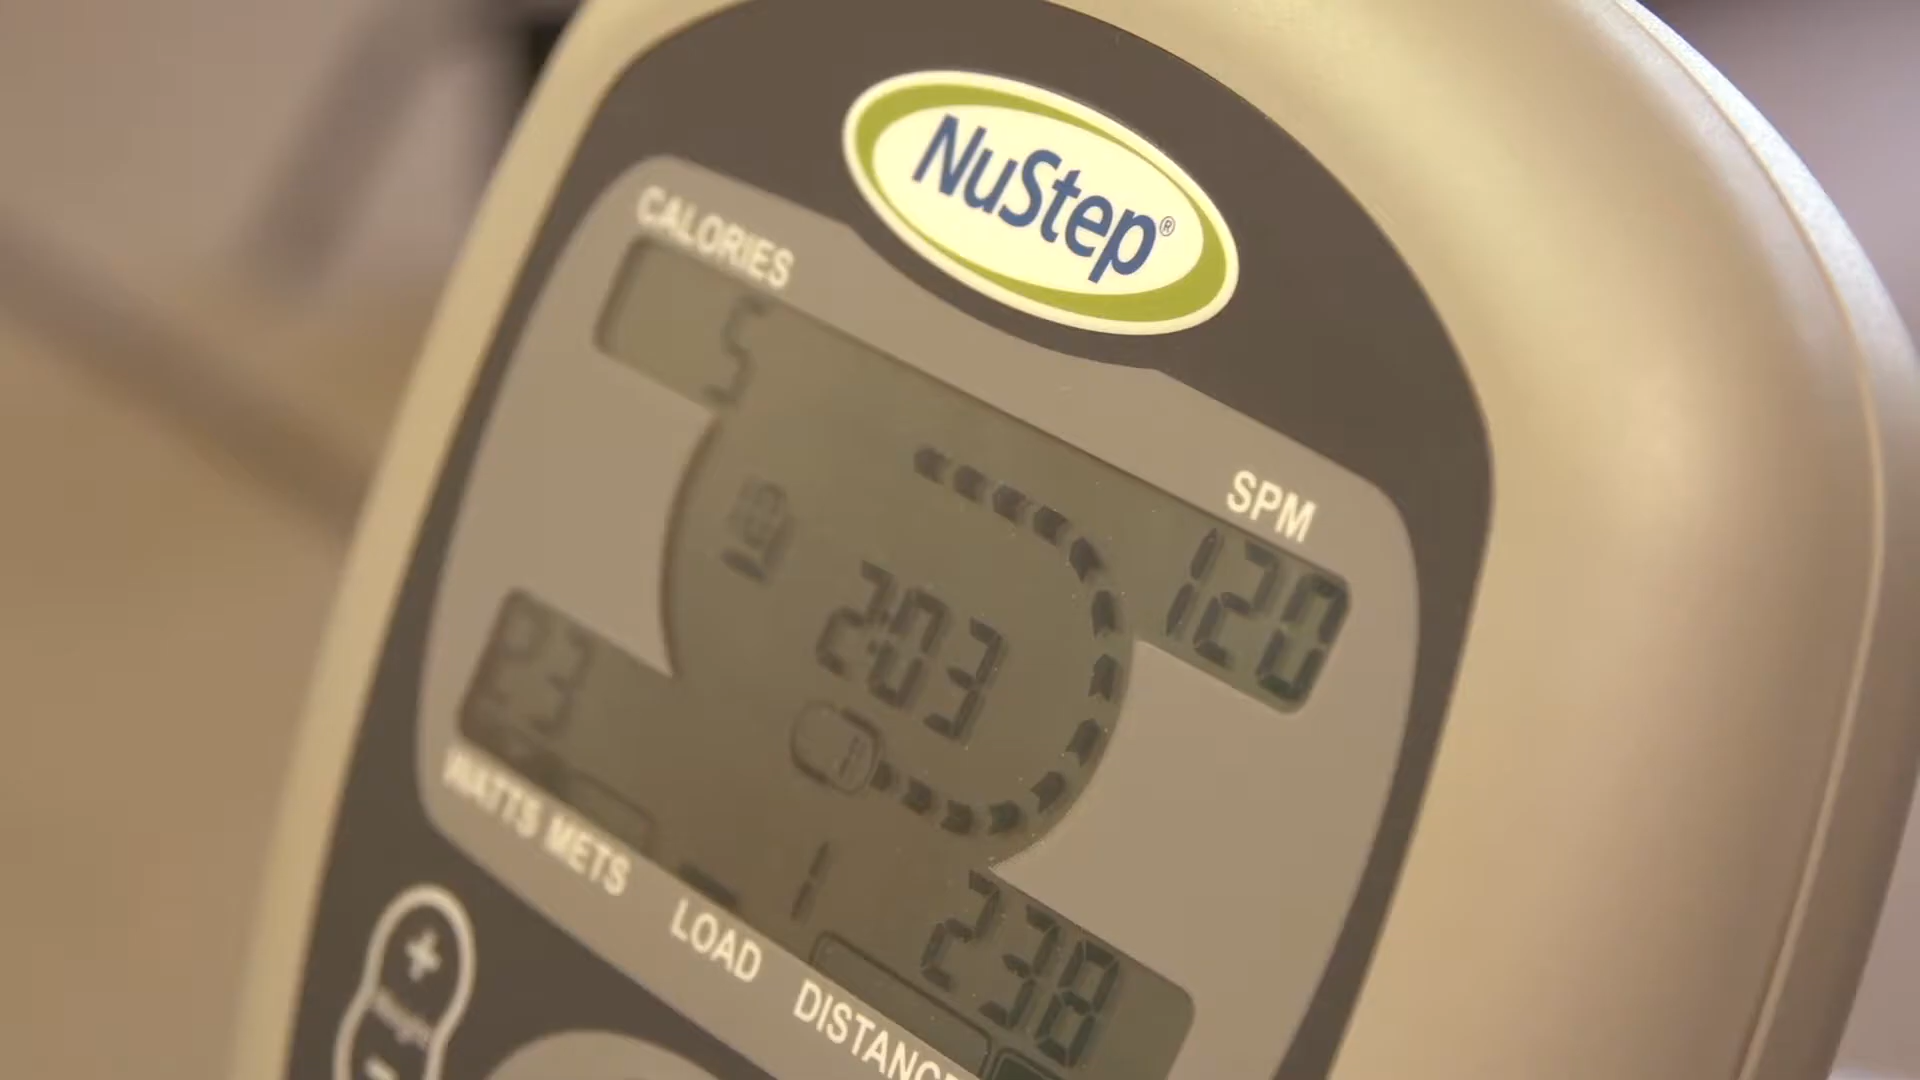 NuStep®
CALORIES
5
SPM
120
2:03
23
WATTS METS
1
LOAD
238
DISTANCE